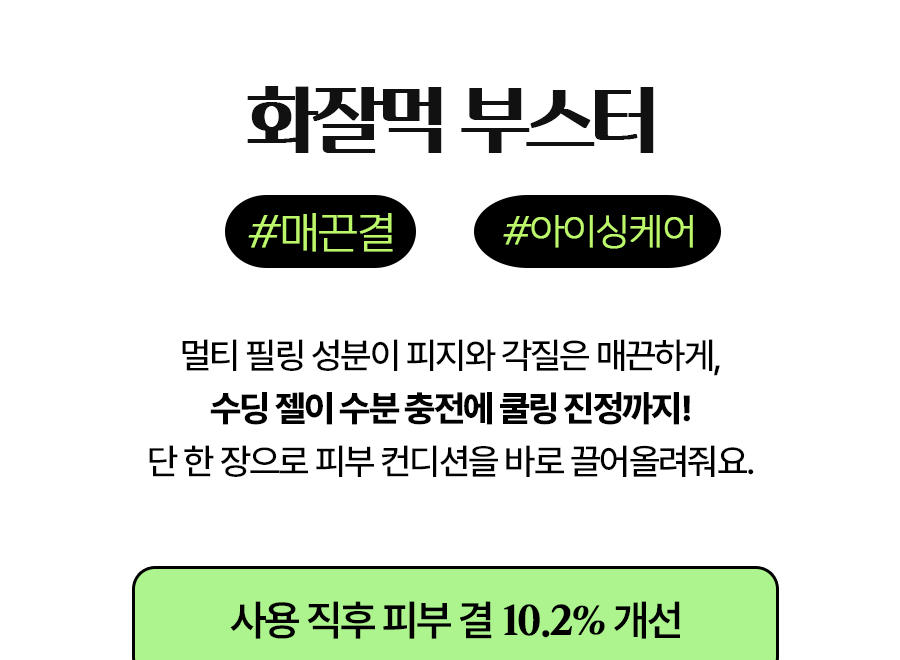 화잘먹 부스터
#매끈결 #아이싱케어
멀티 필링 성분이 피지와 각질은 매끈하게,
수딩 젤이 수분 충전에 쿨링 진정까지!
단 한 장으로 피부 컨디션을 바로 끌어올려줘요.
사용 직후 피부 결 10.2% 개선